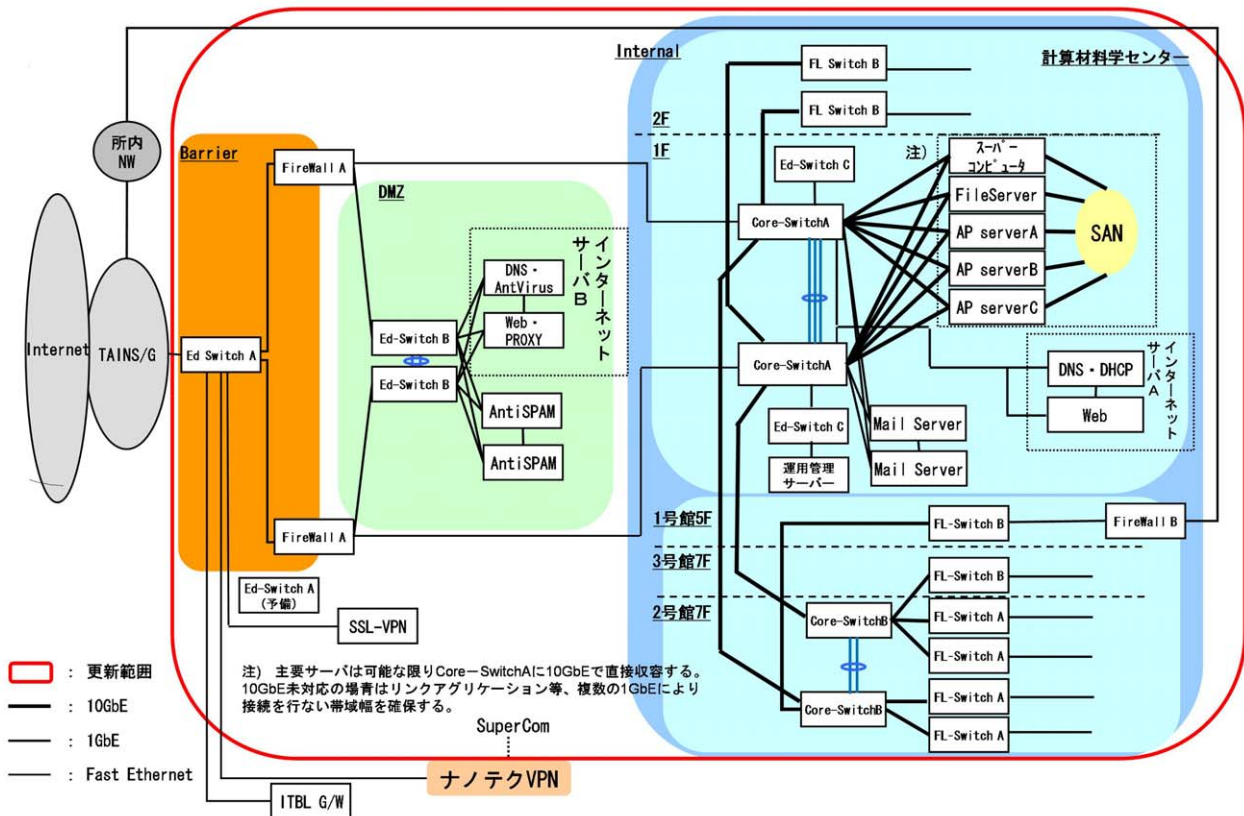 Internal
計算材料学センター
FL Switch B
FL Switch B
2F
1F
所内
NW
Barrier
FireWall A
DMZ
インターネット
サーバB
DNS・
AntVirus
Web・
PROXY
Ed-Switch B
Ed-Switch B
AntiSPAM
AntiSPAM
Internet
TAINS/G
Ed Switch A
FireWall A
Ed-Switch A
(予備)
SSL-VPN
Ed-Switch C
Core-SwitchA
注)
スーパー
コンピュータ
FileServer
AP serverA
AP serverB
AP serverC
SAN
Core-SwitchA
Ed-Switch C
運用管理
サーバー
Mail Server
Mail Server
DNS・DHCP
Web
インターネット
サーバA
1号館5F
FL-Switch B
FireWall B
3号館7F
FL-Switch B
2号館7F
Core-SwitchB
FL-Switch A
FL-Switch A
Core-SwitchB
FL-Switch A
FL-Switch A
: 更新範囲
: 10GbE
: 1GbE
: Fast Ethernet
注) 主要サーバは可能な限りCore-SwitchAに10GbEで直接収容する。
10GbE未対応の場青はリンクアグリケーション等、複数の1GbEにより
接続を行ない帯域幅を確保する。
SuperCom
ナノテクVPN
ITBL G/W